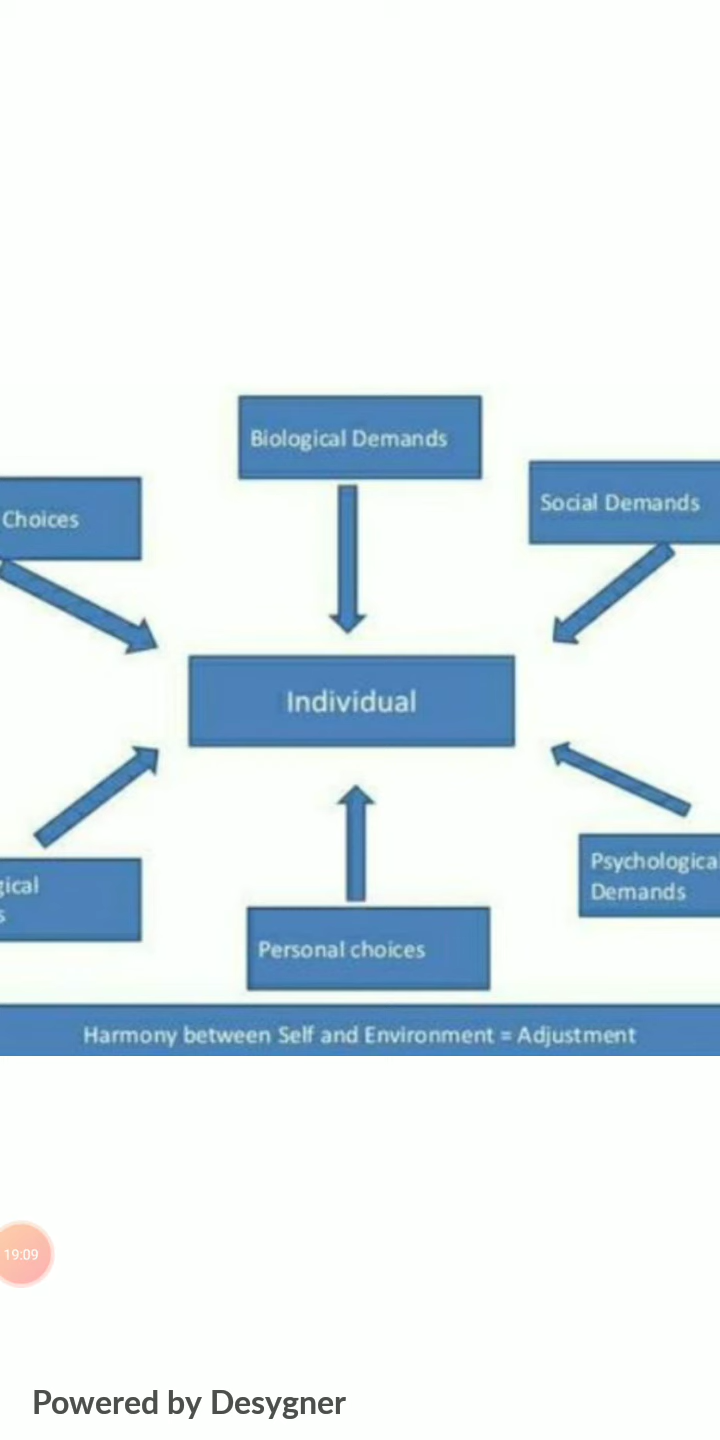 Biological Demands
Choices
Social Demands
Individual
gical
s
Psychologica
Demands
Personal choices
Harmony between Self and Environment = Adjustment
19:09
Powered by Desygner